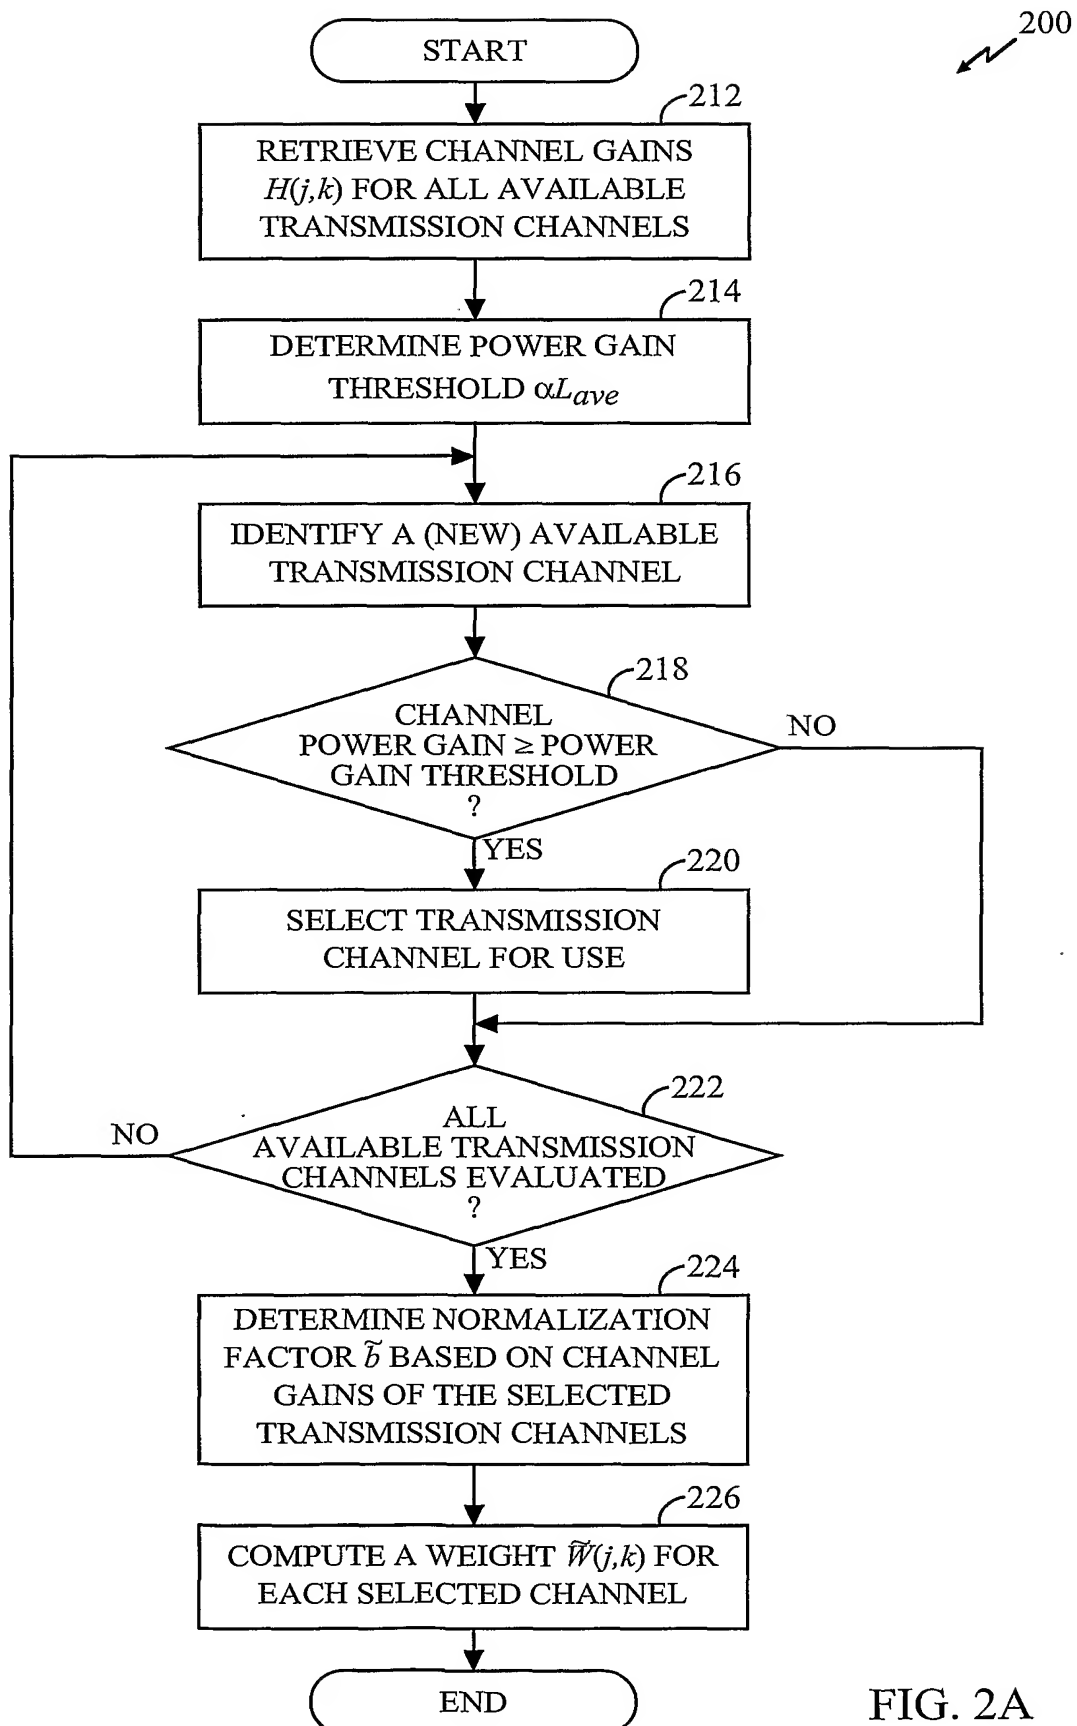 200
START
212
RETRIEVE CHANNEL GAINS
H(j,k) FOR ALL AVAILABLE
TRANSMISSION CHANNELS
214
DETERMINE POWER GAIN
THRESHOLD αLave
216
IDENTIFY A (NEW) AVAILABLE
TRANSMISSION CHANNEL
218
CHANNEL
POWER GAIN ≥ POWER
GAIN THRESHOLD
?
NO
YES
220
SELECT TRANSMISSION
CHANNEL FOR USE
222
ALL
AVAILABLE TRANSMISSION
CHANNELS EVALUATED
?
NO
YES
224
DETERMINE NORMALIZATION
FACTOR b̃ BASED ON CHANNEL
GAINS OF THE SELECTED
TRANSMISSION CHANNELS
226
COMPUTE A WEIGHT W̃(j,k) FOR
EACH SELECTED CHANNEL
END
FIG. 2A